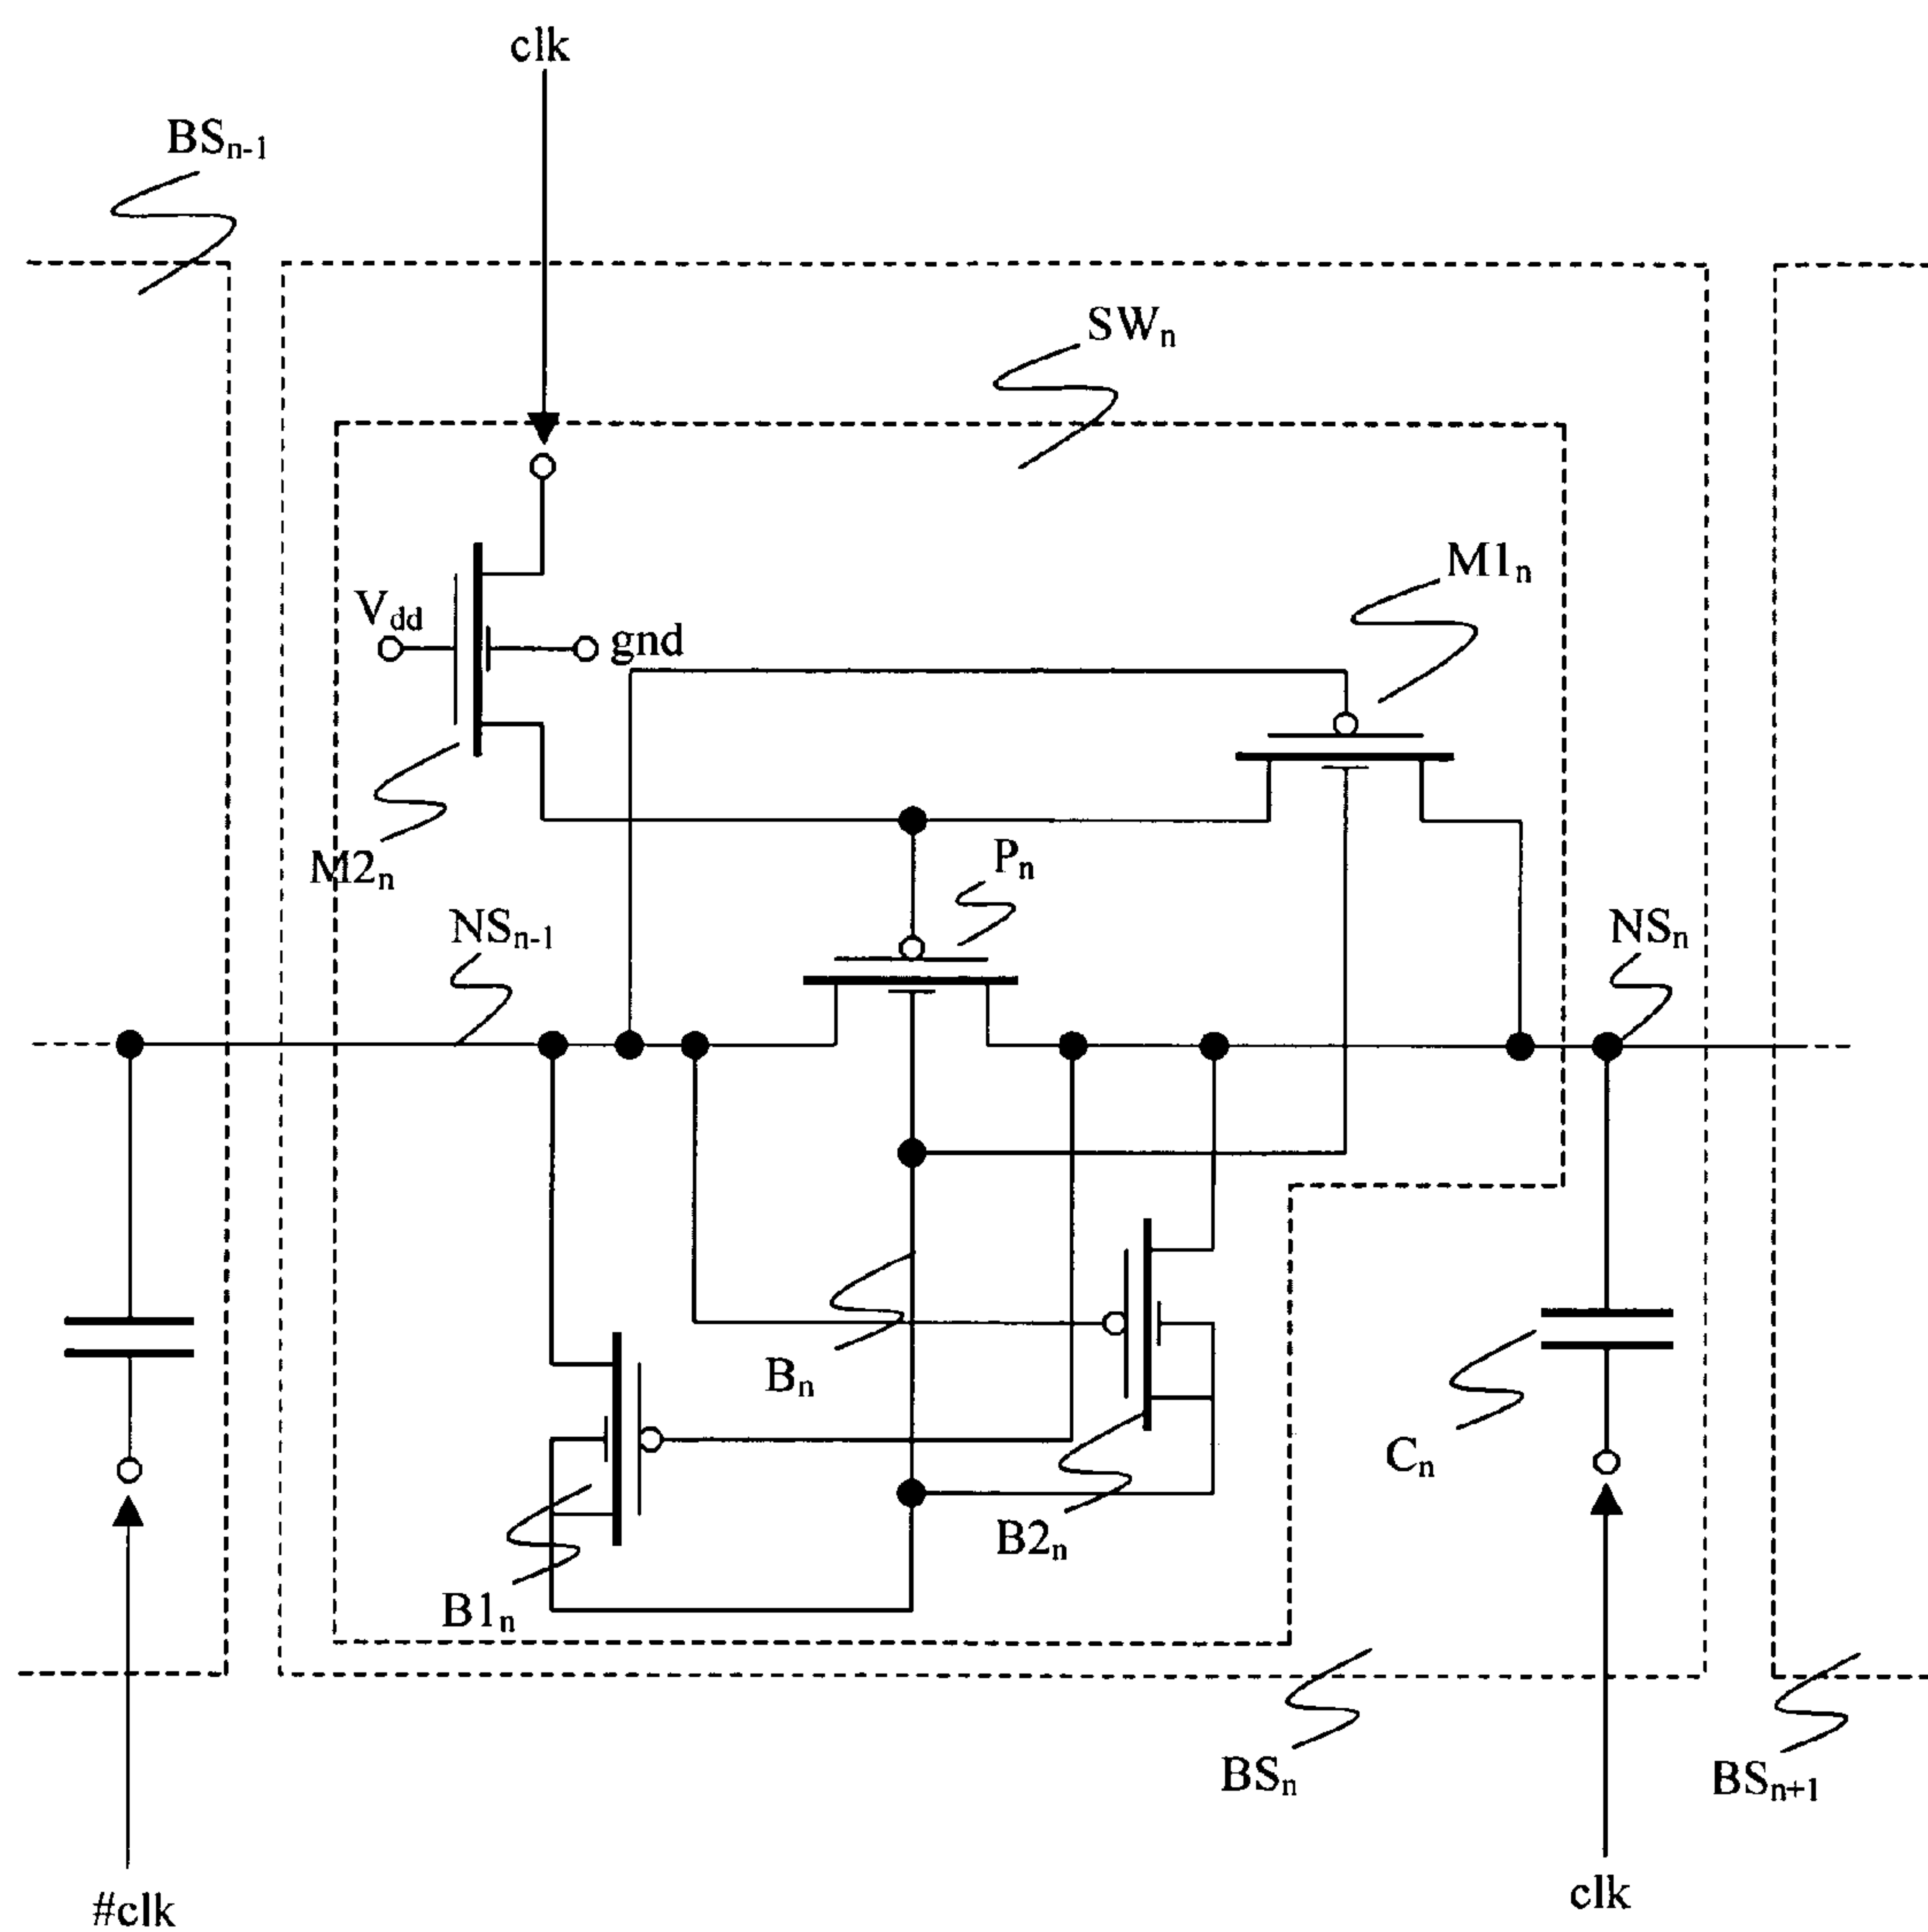 clk
BSn-1
SWn
M1n
Vdd
gnd
M2n
Pn
NSn-1
NSn
Bn
Cn
B2n
B1n
BSn
BSn+1
#clk
clk